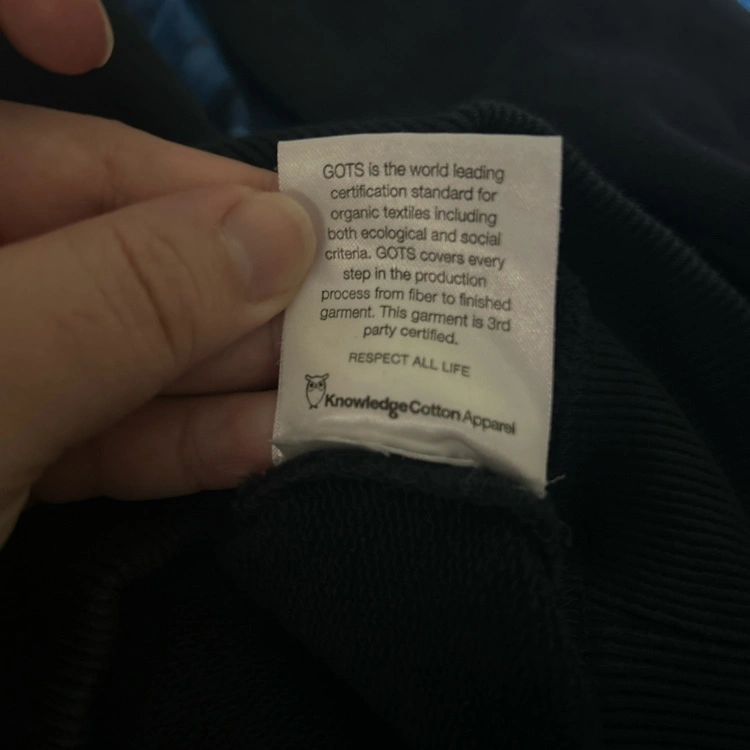 GOTS is the world leading
certification standard for
organic textiles including
both ecological and social
criteria. GOTS covers every
step in the production
process from fiber to finished
garment. This garment is 3rd
party certified.
RESPECT ALL LIFE
KnowledgeCotton Apparel